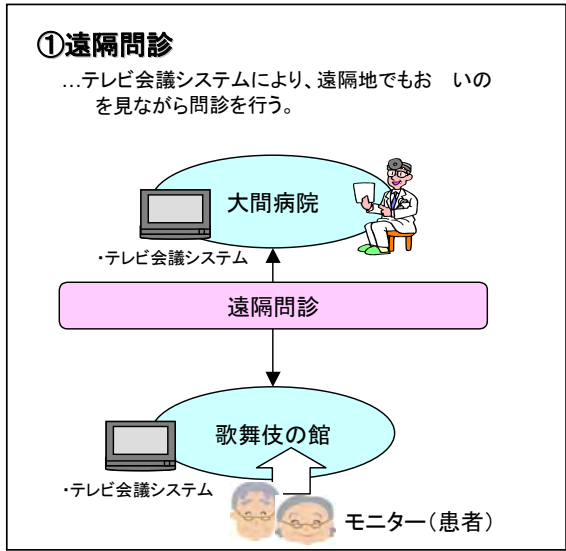 ①遠隔問診
…テレビ会議システムにより、遠隔地でもお　いの
を見ながら問診を行う。
大間病院
・テレビ会議システム
遠隔問診
歌舞伎の館
・テレビ会議システム
モニター（患者）